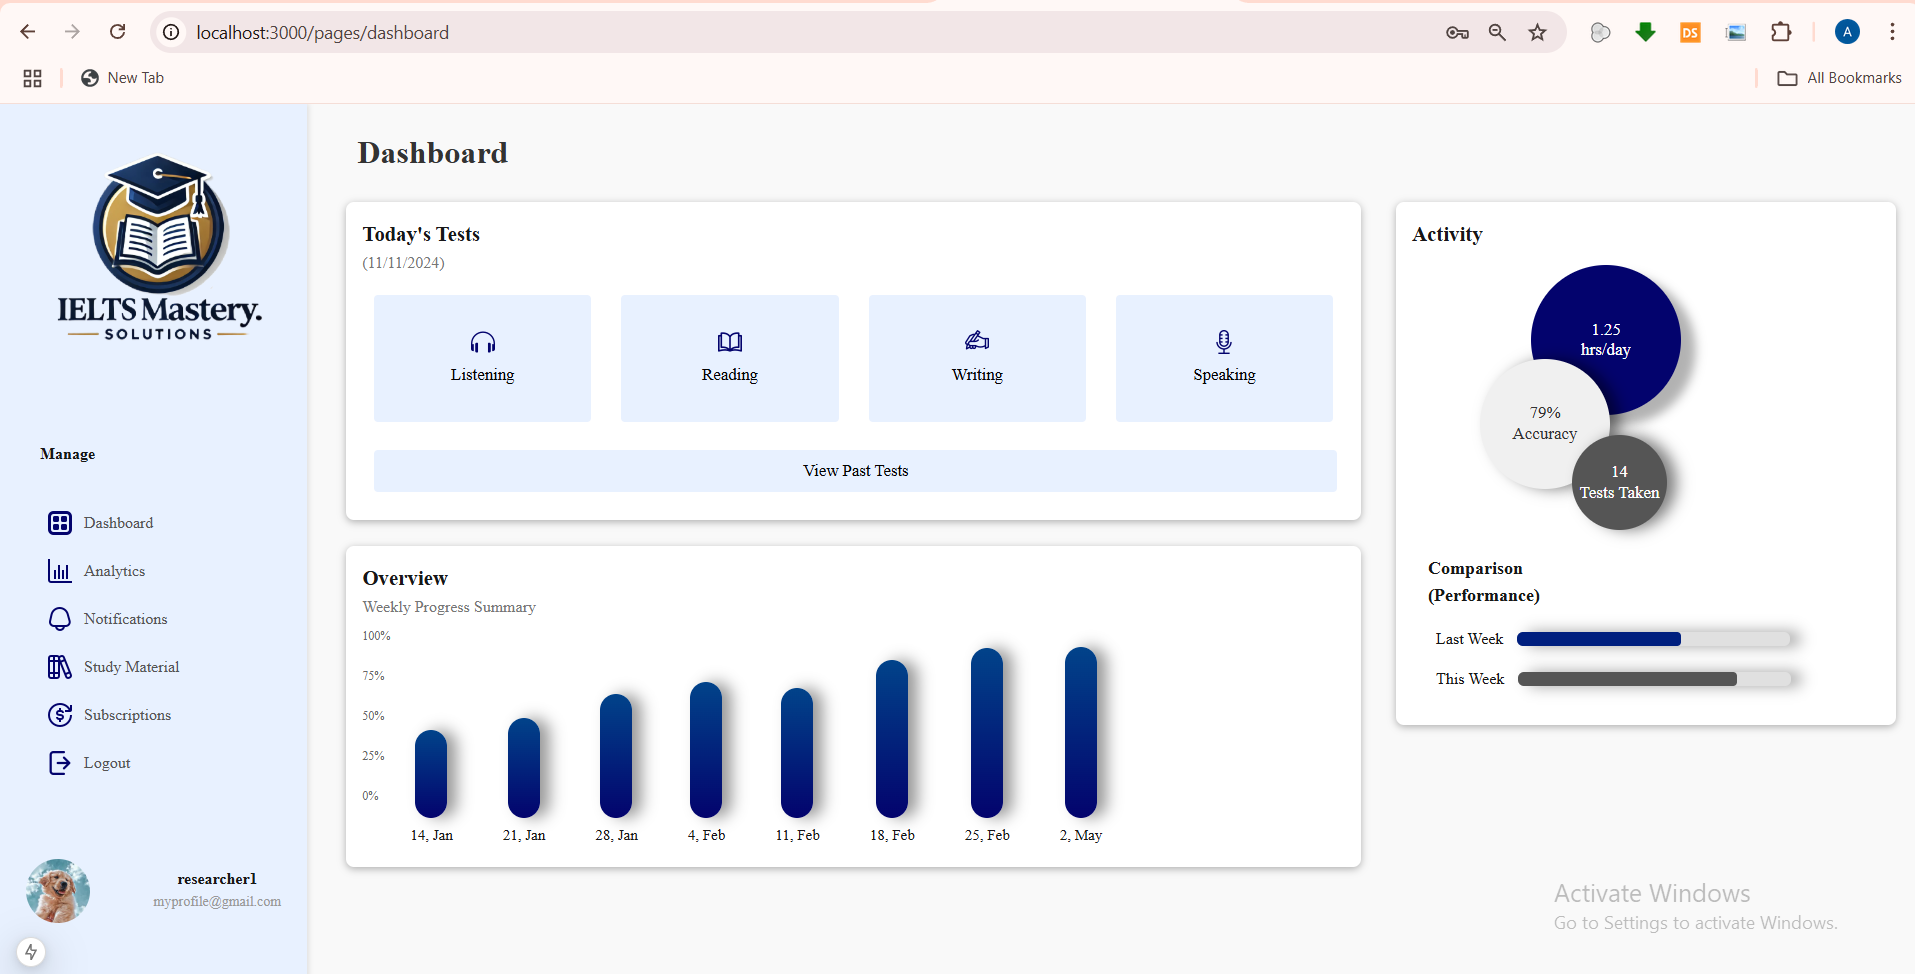 localhost:3000/pages/dashboard
DS
A
New Tab
All Bookmarks
IELTS Mastery.
SOLUTIONS
Manage
Dashboard
Analytics
Notifications
Study Material
Subscriptions
Logout
researcher1
myprofile@gmail.com
Dashboard
Today's Tests
(11/11/2024)
Listening
Reading
Writing
Speaking
View Past Tests
Overview
Weekly Progress Summary
100%
75%
50%
25%
0%
14, Jan
21, Jan
28, Jan
4, Feb
11, Feb
18, Feb
25, Feb
2, May
Activity
1.25
hrs/day
79%
Accuracy
14
Tests Taken
Comparison
(Performance)
Last Week
This Week
Activate Windows
Go to Settings to activate Windows.